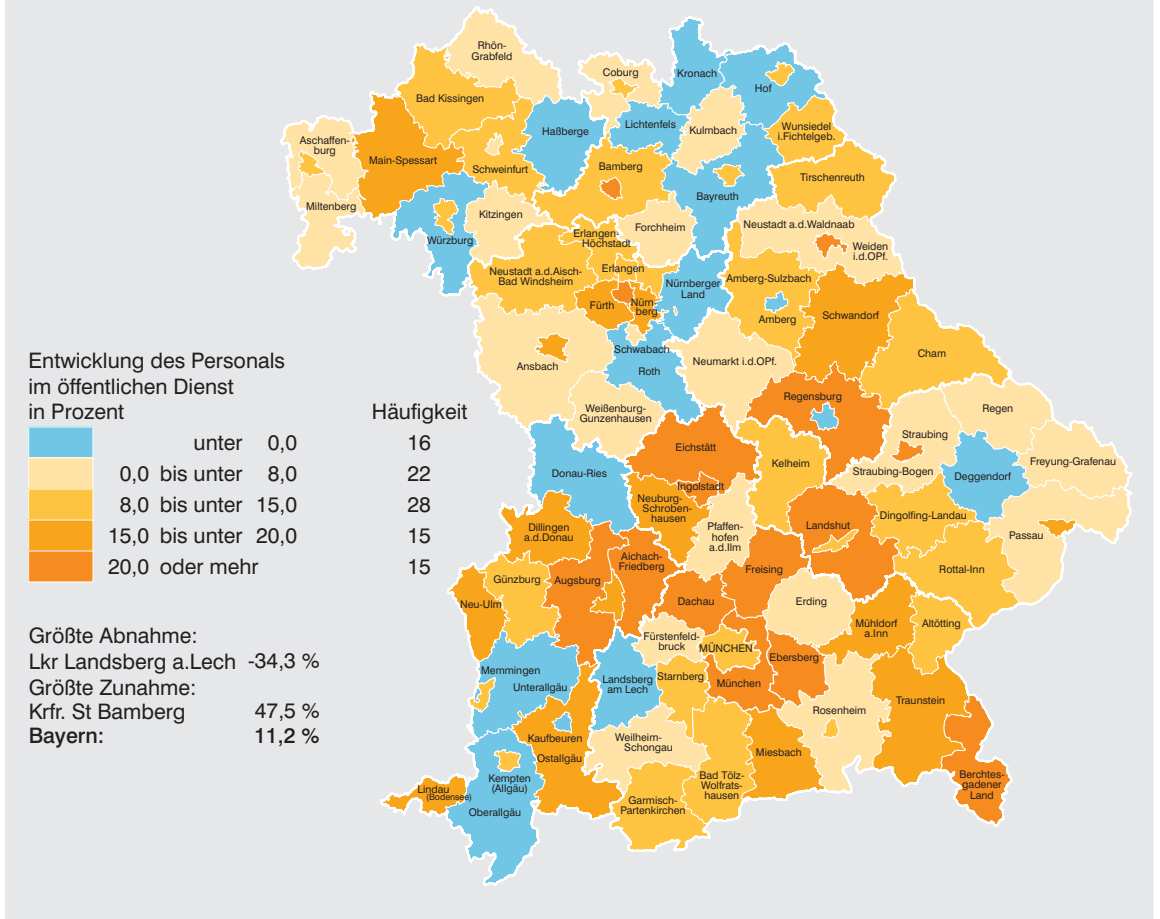 Rhön-
Grabfeld
Coburg
Kronach
Hof
Bad Kissingen
Haßberge
Lichtenfels
Kulmbach
Wunsiedel
i.Fichtelgeb.
Aschaffen-
burg
Main-Spessart
Schweinfurt
Bamberg
Bayreuth
Tirschenreuth
Miltenberg
Würzburg
Kitzingen
Forchheim
Neustadt a.d.Waldnaab
Weiden
i.d.OPf.
Erlangen-
Höchstadt
Erlangen
Neustadt a.d.Aisch-
Bad Windsheim
Nürnberger
Land
Amberg-Sulzbach
Amberg
Fürth
Nürn-
berg
Schwandorf
Cham
Ansbach
Schwabach
Roth
Neumarkt i.d.OPf.
Weißenburg-
Gunzenhausen
Regensburg
Regen
Straubing
Straubing-Bogen
Freyung-Grafenau
Deggendorf
Eichstätt
Kelheim
Donau-Ries
Ingolstadt
Neuburg-
Schroben-
hausen
Pfaffen-
hofen
a.d.Ilm
Landshut
Dingolfing-Landau
Passau
Dillingen
a.d.Donau
Aichach-
Friedberg
Freising
Rottal-Inn
Günzburg
Augsburg
Neu-Ulm
Dachau
Erding
Mühldorf
a.Inn
Altötting
Fürstenfeld-
bruck
MÜNCHEN
Ebersberg
München
Memmingen
Unterallgäu
Landsberg
am Lech
Starnberg
Rosenheim
Traunstein
Kaufbeuren
Ostallgäu
Weilheim-
Schongau
Miesbach
Bad Tölz-
Wolfrats-
hausen
Berchtes-
gadener
Land
Kempten
(Allgäu)
Lindau
(Bodensee)
Oberallgäu
Garmisch-
Partenkirchen
Entwicklung des Personals
im öffentlichen Dienst
in Prozent Häufigkeit
unter 0,0 16
0,0 bis unter 8,0 22
8,0 bis unter 15,0 28
15,0 bis unter 20,0 15
20,0 oder mehr 15
Größte Abnahme:
Lkr Landsberg a.Lech -34,3 %
Größte Zunahme:
Krfr. St Bamberg 47,5 %
Bayern: 11,2 %